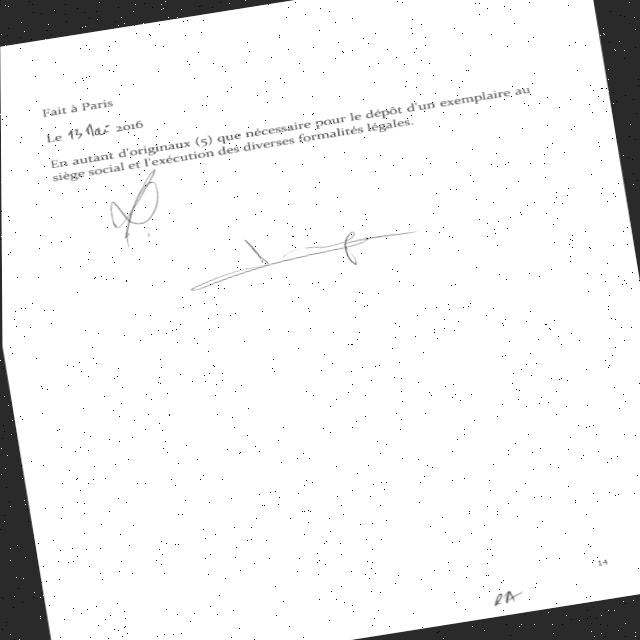 Fait à Paris
Le 13 Mai 2016
En autant d'originaux (5) que nécessaire pour le dépôt d'un exemplaire au
siège social et l'exécution des diverses formalités légales.
14